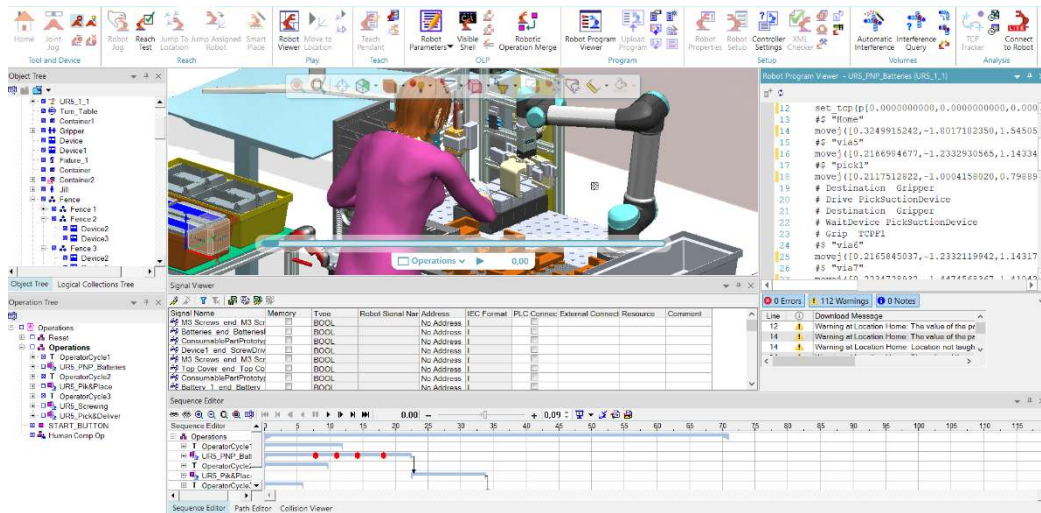 Home Joint Jog Robot Jog Reach Test Jump To Location Jump Assigned Robot Smart Place Robot Viewer Move to Location Teach Pendant Robot Parameters Visible Shell Robotic Operation Merge Robot Program Viewer Upload Program Robot Properties Robot Setup Controller Settings XML Checker Automatic Interference Interference Query TCP Tracker Connect to Robot
Tool and Device Reach Play Teach OLP Program Setup Volumes Analysis
Object Tree
UR5_1_1
Turn_Table
Container1
Gripper
Device
Device1
Fixture_1
Container
Container2
Jill
Fence
Fence 1
Fence 2
Device2
Device3
Fence 3
Device2
Object Tree Logical Collections Tree
Operations 0,00
Robot Program Viewer - UR5_PNP_Batteries (UR5_1_1)
12 set_tcp(p[0.0000000000,0.0000000000,0.000
13 #$ "Home"
14 movej([0.3249915242,-1.8017182350,1.54505
15 #$ "via5"
16 movej([0.2166984677,-1.2332930565,1.14334
17 #$ "pick1"
18 movej([0.2117512822,-1.0004158020,0.79889
19 # Destination Gripper
20 # Drive PickSuctionDevice
21 # Destination Gripper
22 # WaitDevice PickSuctionDevice
23 # Grip TCPF1
24 #$ "via6"
25 movej([0.2165845037,-1.2332119942,1.14317
26 #$ "via7"
0 Errors 112 Warnings 0 Notes
Line Download Message
12 Warning at Location Home: The value of the pa
14 Warning at Location Home: The value of the pa
14 Warning at Location Home: Location not taugh
Operation Tree
Operations
Reset
Operations
OperatorCycle1
UR5_PNP_Batteries
OperatorCycle2
UR5_Pik&Place
OperatorCycle3
UR5_Screwing
UR5_Pick&Deliver
START_BUTTON
Human Comp Op
Signal Viewer
Signal Name Memory Type Robot Signal Nar Address IEC Format PLC Connec External Connect Resource Comment
M3 Screws_end_M3 Scr BOOL No Address I
Batteries_end_Batteries BOOL No Address I
ConsumablePartPrototyp BOOL No Address I
Device1_end_ScrewDriv BOOL No Address I
M3 Screws_end_M3 Scr BOOL No Address I
Top Cover_end_Top Co BOOL No Address I
ConsumablePartPrototyp BOOL No Address I
Battery_1_end_Battery BOOL No Address I
Sequence Editor
0.00 0,09
Sequence Editor 0 5 10 15 20 25 30 35 40 45 50 55 60 65 70 75 80 85 90 95 100 105 110 115
Operations
OperatorCycle
UR5_PNP_Batt
OperatorCycle
UR5_Pik&Place
OperatorCycle
Sequence Editor Path Editor Collision Viewer